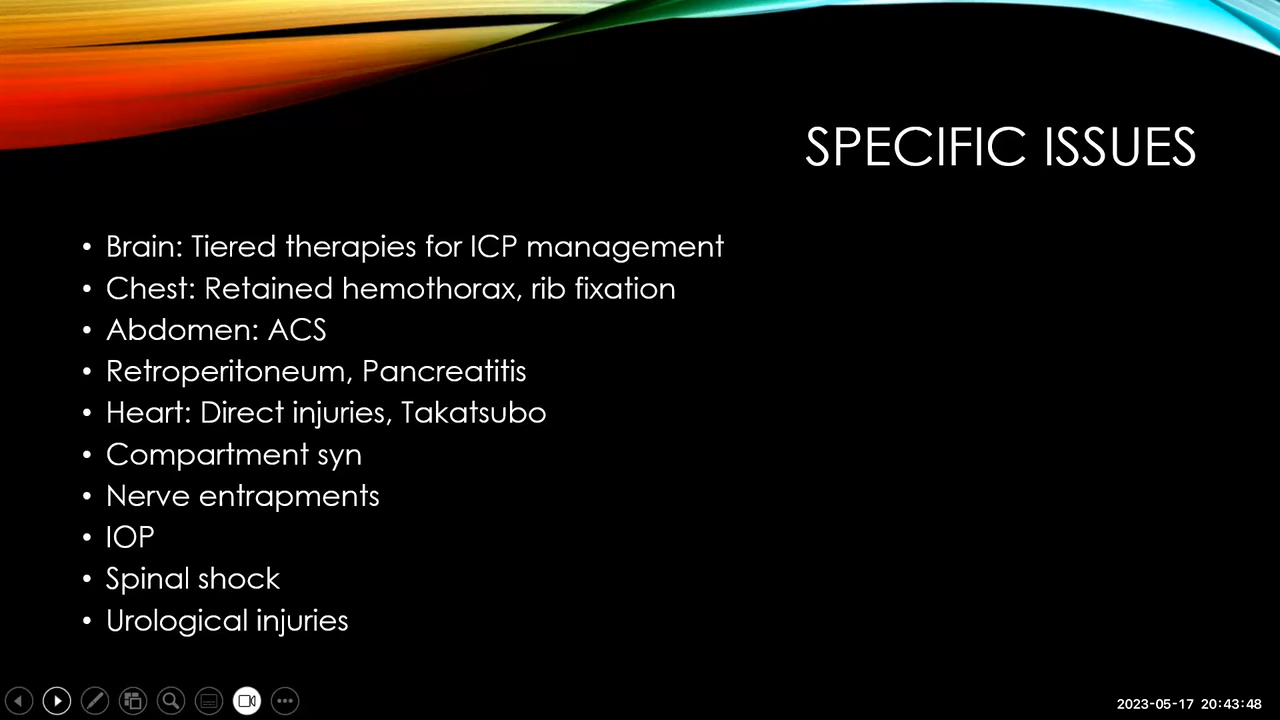 SPECIFIC ISSUES
• Brain: Tiered therapies for ICP management
• Chest: Retained hemothorax, rib fixation
• Abdomen: ACS
• Retroperitoneum, Pancreatitis
• Heart: Direct injuries, Takatsubo
• Compartment syn
• Nerve entrapments
• IOP
• Spinal shock
• Urological injuries
2023-05-17 20:43:48